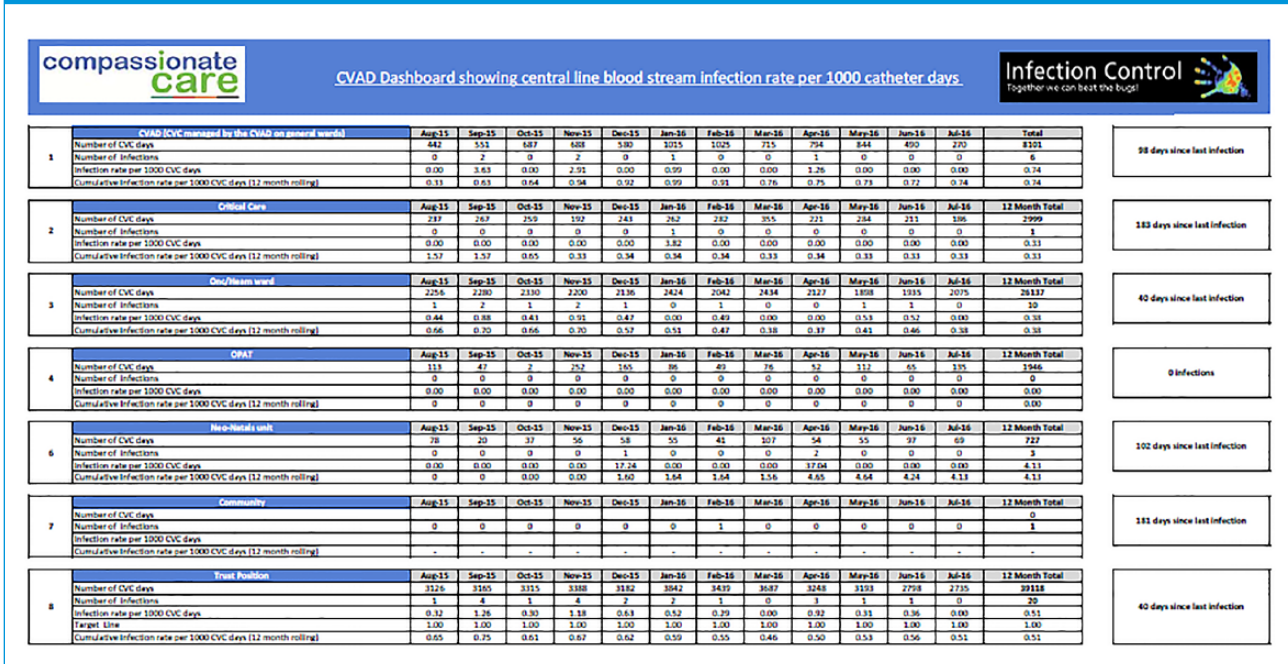 compassionate
care
CVAD Dashboard showing central line blood stream infection rate per 1000 catheter days
Infection Control
Together we can beat the bugs!
1
CVAD (CVC managed by the CVAD on general wards) Aug-15 Sep-15 Oct-15 Nov-15 Dec-15 Jan-16 Feb-16 Mar-16 Apr-16 May-16 Jun-16 Jul-16 Total
Number of CVC days 442 551 687 688 580 1015 1025 715 794 844 490 270 8101
Number of Infections 0 2 0 2 0 1 0 0 1 0 0 0 6
Infection rate per 1000 CVC days 0.00 3.63 0.00 2.91 0.00 0.99 0.00 0.00 1.26 0.00 0.00 0.00 0.74
Cumulative Infection rate per 1000 CVC days (12 month rolling) 0.33 0.63 0.64 0.94 0.92 0.99 0.91 0.76 0.75 0.73 0.72 0.74 0.74
98 days since last infection
2
Critical Care Aug-15 Sep-15 Oct-15 Nov-15 Dec-15 Jan-16 Feb-16 Mar-16 Apr-16 May-16 Jun-16 Jul-16 12 Month Total
Number of CVC days 237 267 259 192 243 262 282 355 221 284 211 186 2999
Number of Infections 0 0 0 0 0 1 0 0 0 0 0 0 1
Infection rate per 1000 CVC days 0.00 0.00 0.00 0.00 0.00 3.82 0.00 0.00 0.00 0.00 0.00 0.00 0.33
Cumulative Infection rate per 1000 CVC days (12 month rolling) 1.57 1.57 0.65 0.33 0.34 0.34 0.34 0.33 0.34 0.33 0.33 0.33 0.33
183 days since last infection
3
Onc/Heam ward Aug-15 Sep-15 Oct-15 Nov-15 Dec-15 Jan-16 Feb-16 Mar-16 Apr-16 May-16 Jun-16 Jul-16 12 Month Total
Number of CVC days 2256 2280 2330 2200 2136 2424 2042 2434 2127 1898 1935 2075 26137
Number of Infections 1 2 1 2 1 0 1 0 0 1 1 0 10
Infection rate per 1000 CVC days 0.44 0.88 0.43 0.91 0.47 0.00 0.49 0.00 0.00 0.53 0.52 0.00 0.38
Cumulative Infection rate per 1000 CVC days (12 month rolling) 0.66 0.70 0.66 0.70 0.57 0.51 0.47 0.38 0.37 0.41 0.46 0.38 0.38
40 days since last infection
4
OPAT Aug-15 Sep-15 Oct-15 Nov-15 Dec-15 Jan-16 Feb-16 Mar-16 Apr-16 May-16 Jun-16 Jul-16 12 Month Total
Number of CVC days 113 47 2 252 165 86 49 76 52 112 65 135 1946
Number of Infections 0 0 0 0 0 0 0 0 0 0 0 0 0
Infection rate per 1000 CVC days 0.00 0.00 0.00 0.00 0.00 0.00 0.00 0.00 0.00 0.00 0.00 0.00 0.00
Cumulative Infection rate per 1000 CVC days (12 month rolling) 0 0 0 0 0 0 0 0 0 0 0 0 0.00
0 infections
6
Neo-Natals unit Aug-15 Sep-15 Oct-15 Nov-15 Dec-15 Jan-16 Feb-16 Mar-16 Apr-16 May-16 Jun-16 Jul-16 12 Month Total
Number of CVC days 78 20 37 56 58 55 41 107 54 55 97 69 727
Number of Infections 0 0 0 0 1 0 0 0 2 0 0 0 3
Infection rate per 1000 CVC days 0.00 0.00 0.00 0.00 17.24 0.00 0.00 0.00 37.04 0.00 0.00 0.00 4.13
Cumulative Infection rate per 1000 CVC days (12 month rolling) 0 0 0.00 0.00 1.60 1.64 1.64 1.56 4.65 4.64 4.24 4.13 4.13
102 days since last infection
7
Community Aug-15 Sep-15 Oct-15 Nov-15 Dec-15 Jan-16 Feb-16 Mar-16 Apr-16 May-16 Jun-16 Jul-16 12 Month Total
Number of CVC days 0
Number of Infections 0 0 0 0 0 0 1 0 0 0 0 0 1
Infection rate per 1000 CVC days
Cumulative Infection rate per 1000 CVC days (12 month rolling) - - - - - - - - - - - - -
181 days since last infection
8
Trust Position Aug-15 Sep-15 Oct-15 Nov-15 Dec-15 Jan-16 Feb-16 Mar-16 Apr-16 May-16 Jun-16 Jul-16 12 Month Total
Number of CVC days 3126 3165 3315 3388 3182 3842 3439 3687 3248 3193 2798 2735 39118
Number of Infections 1 4 1 4 2 2 1 0 3 1 1 0 20
Infection rate per 1000 CVC days 0.32 1.26 0.30 1.18 0.63 0.52 0.29 0.00 0.92 0.31 0.36 0.00 0.51
Target Line 1.00 1.00 1.00 1.00 1.00 1.00 1.00 1.00 1.00 1.00 1.00 1.00 1.00
Cumulative Infection rate per 1000 CVC days (12 month rolling) 0.65 0.75 0.61 0.67 0.62 0.59 0.55 0.46 0.50 0.53 0.56 0.51 0.51
40 days since last infection